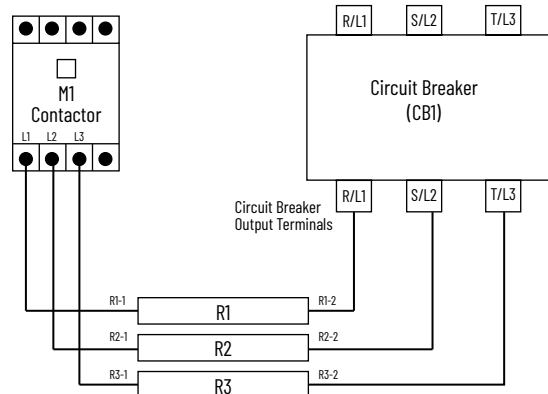 R/L1 S/L2 T/L3
M1
Contactor
L1 L2 L3
Circuit Breaker
(CB1)
R/L1 S/L2 T/L3
Circuit Breaker
Output Terminals
R1-1 R1 R1-2
R2-1 R2 R2-2
R3-1 R3 R3-2